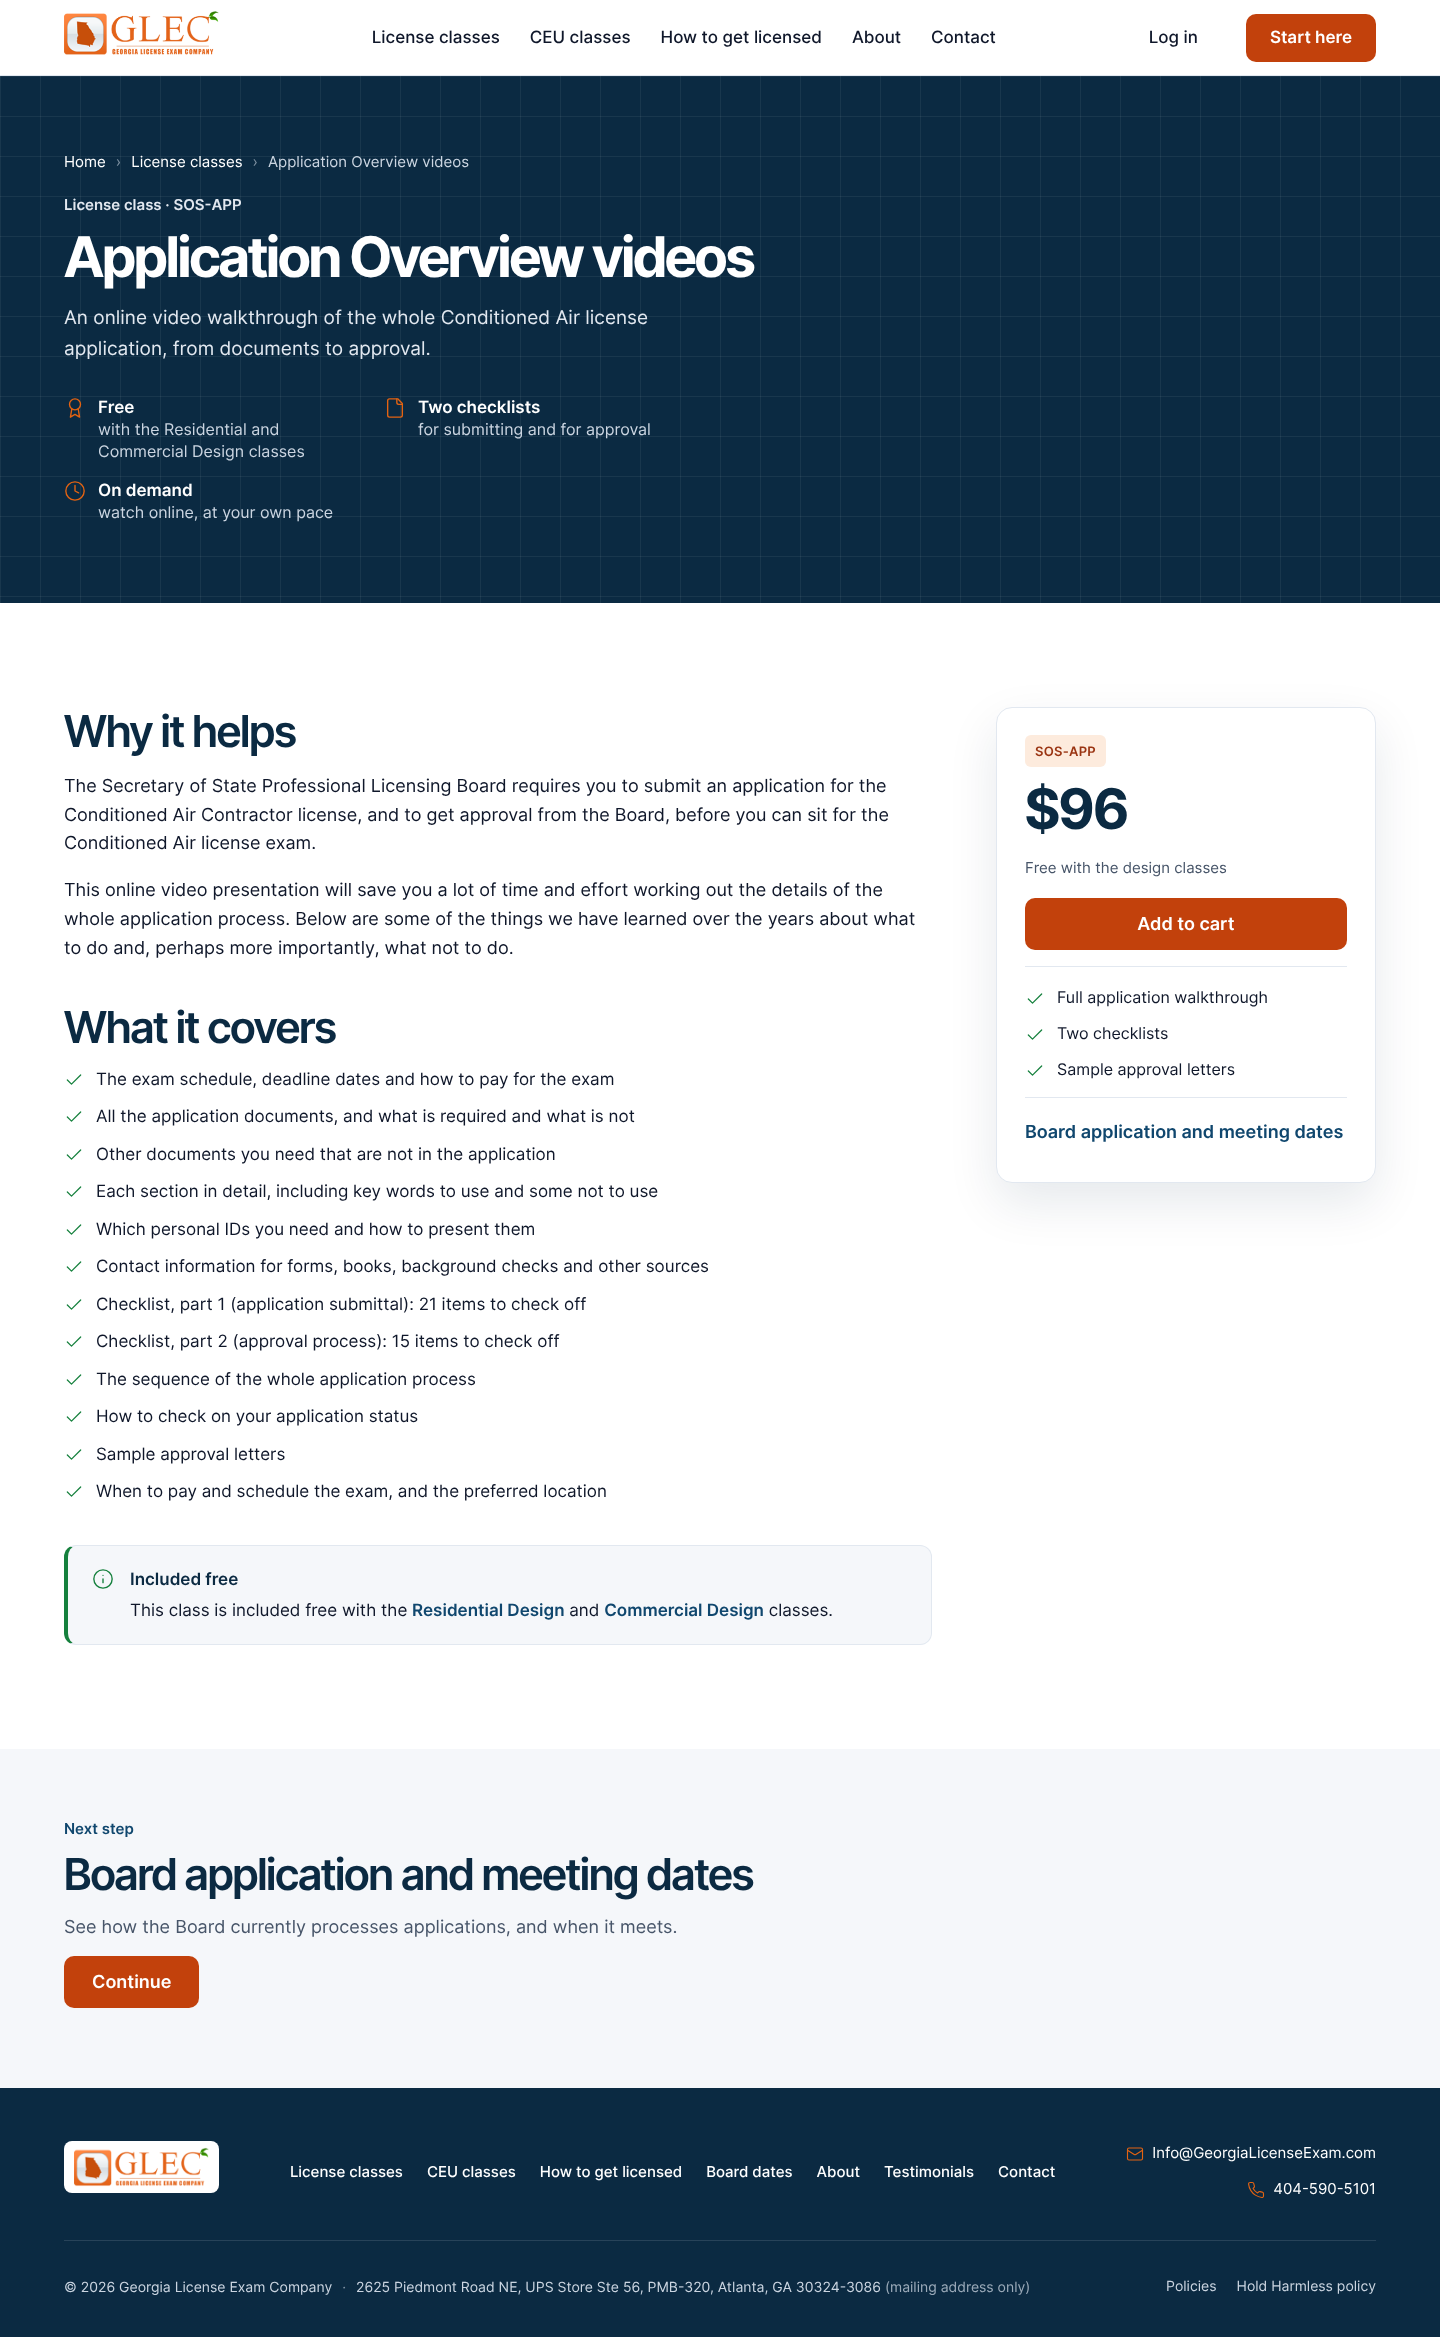 GLEC
GEORGIA LICENSE EXAM COMPANY
License classes
CEU classes
How to get licensed
About
Contact
Log in
Start here
Home › License classes › Application Overview videos
License class · SOS-APP
Application Overview videos
An online video walkthrough of the whole Conditioned Air license
application, from documents to approval.
Free
with the Residential and
Commercial Design classes
Two checklists
for submitting and for approval
On demand
watch online, at your own pace
Why it helps
The Secretary of State Professional Licensing Board requires you to submit an application for the
Conditioned Air Contractor license, and to get approval from the Board, before you can sit for the
Conditioned Air license exam.
This online video presentation will save you a lot of time and effort working out the details of the
whole application process. Below are some of the things we have learned over the years about what
to do and, perhaps more importantly, what not to do.
What it covers
The exam schedule, deadline dates and how to pay for the exam
All the application documents, and what is required and what is not
Other documents you need that are not in the application
Each section in detail, including key words to use and some not to use
Which personal IDs you need and how to present them
Contact information for forms, books, background checks and other sources
Checklist, part 1 (application submittal): 21 items to check off
Checklist, part 2 (approval process): 15 items to check off
The sequence of the whole application process
How to check on your application status
Sample approval letters
When to pay and schedule the exam, and the preferred location
Included free
This class is included free with the Residential Design and Commercial Design classes.
SOS-APP
$96
Free with the design classes
Add to cart
Full application walkthrough
Two checklists
Sample approval letters
Board application and meeting dates
Next step
Board application and meeting dates
See how the Board currently processes applications, and when it meets.
Continue
GLEC
GEORGIA LICENSE EXAM COMPANY
License classes
CEU classes
How to get licensed
Board dates
About
Testimonials
Contact
Info@GeorgiaLicenseExam.com
404-590-5101
© 2026 Georgia License Exam Company · 2625 Piedmont Road NE, UPS Store Ste 56, PMB-320, Atlanta, GA 30324-3086 (mailing address only)
Policies
Hold Harmless policy